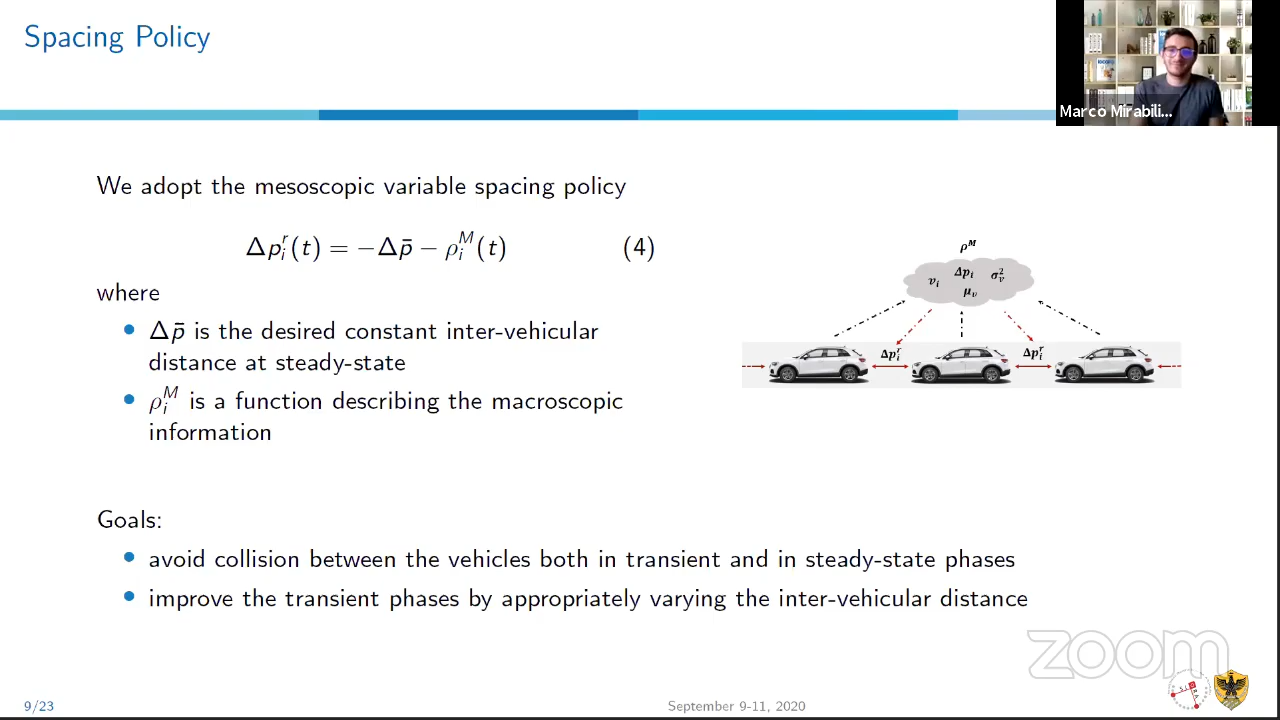 Spacing Policy
Marco Mirabili...
We adopt the mesoscopic variable spacing policy
Δp_i^r(t) = −Δp̄ − ρ_i^M(t) (4)
where
• Δp̄ is the desired constant inter-vehicular
distance at steady-state
• ρ_i^M is a function describing the macroscopic
information
ρ^M
v_i Δp_i σ_v^2
μ_v
Δp_i^r Δp_i^r
Goals:
• avoid collision between the vehicles both in transient and in steady-state phases
• improve the transient phases by appropriately varying the inter-vehicular distance
zoom
9/23
September 9-11, 2020